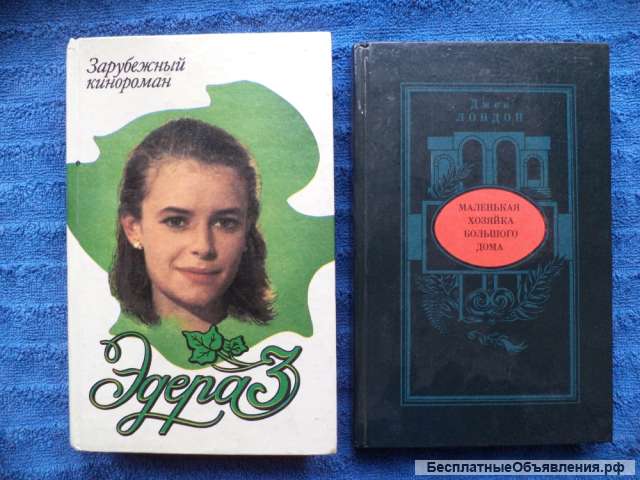 Зарубежный
кинороман
Эдера 3
Джек
ЛОНДОН
МАЛЕНЬКАЯ
ХОЗЯЙКА
БОЛЬШОГО
ДОМА
БесплатныеОбъявления.рф